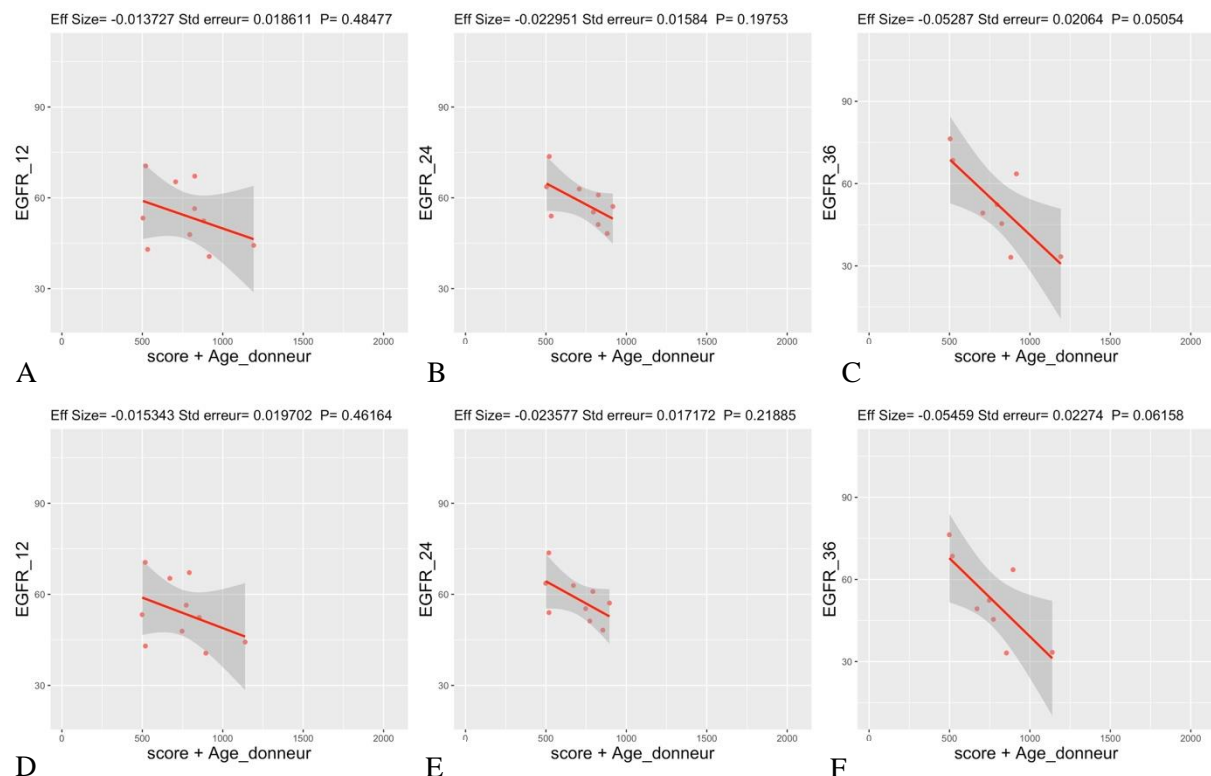 Eff Size= -0.013727 Std erreur= 0.018611 P= 0.48477
EGFR_12
90
60
30
0
500
1000
1500
2000
score + Age_donneur
A
Eff Size= -0.022951 Std erreur= 0.01584 P= 0.19753
EGFR_24
90
60
30
0
500
1000
1500
2000
score + Age_donneur
B
Eff Size= -0.05287 Std erreur= 0.02064 P= 0.05054
EGFR_36
90
60
30
0
500
1000
1500
2000
score + Age_donneur
C
Eff Size= -0.015343 Std erreur= 0.019702 P= 0.46164
EGFR_12
90
60
30
0
500
1000
1500
2000
score + Age_donneur
D
Eff Size= -0.023577 Std erreur= 0.017172 P= 0.21885
EGFR_24
90
60
30
0
500
1000
1500
2000
score + Age_donneur
E
Eff Size= -0.05459 Std erreur= 0.02274 P= 0.06158
EGFR_36
90
60
30
0
500
1000
1500
2000
score + Age_donneur
F